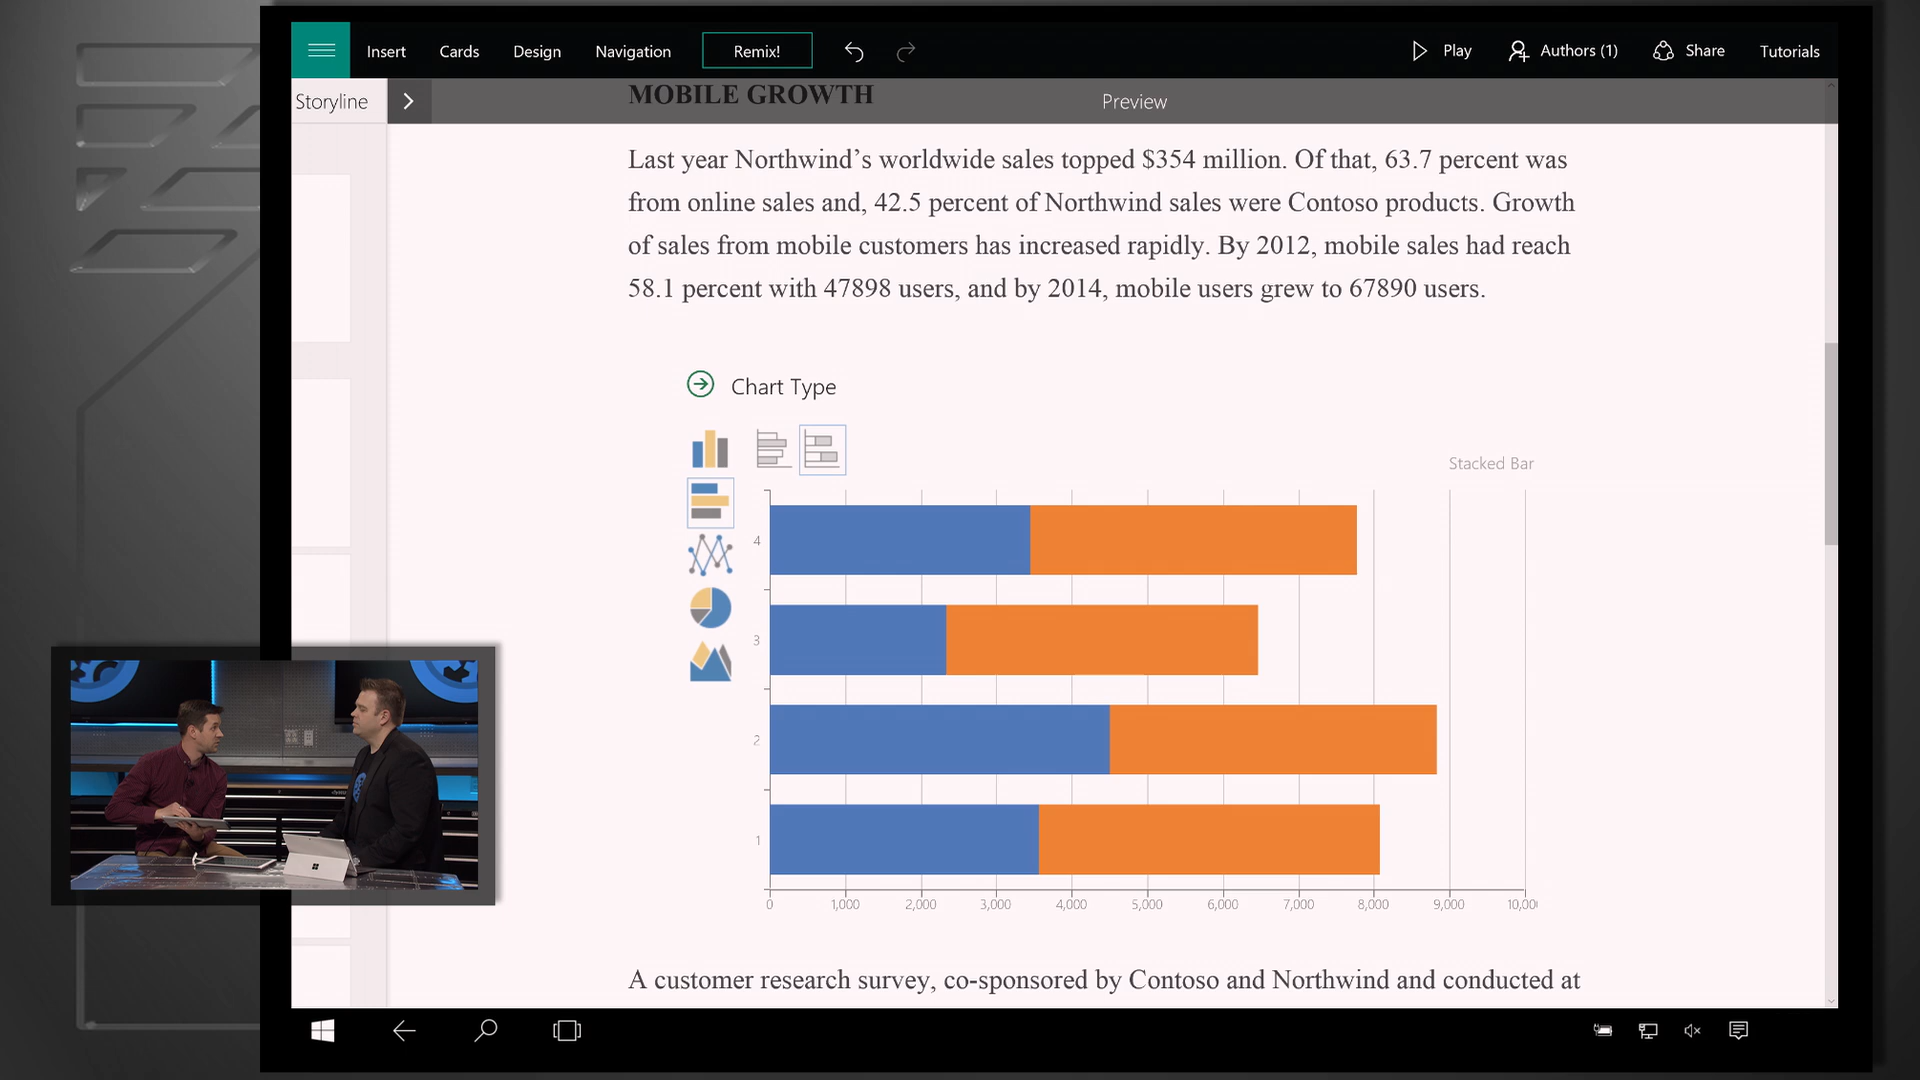 Insert
Cards
Design
Navigation
Remix!
Play
Authors (1)
Share
Tutorials
Storyline
MOBILE GROWTH
Preview
Last year Northwind’s worldwide sales topped $354 million. Of that, 63.7 percent was
from online sales and, 42.5 percent of Northwind sales were Contoso products. Growth
of sales from mobile customers has increased rapidly. By 2012, mobile sales had reach
58.1 percent with 47898 users, and by 2014, mobile users grew to 67890 users.
Chart Type
Stacked Bar
4
3
2
1
0
1,000
2,000
3,000
4,000
5,000
6,000
7,000
8,000
9,000
10,00
A customer research survey, co-sponsored by Contoso and Northwind and conducted at